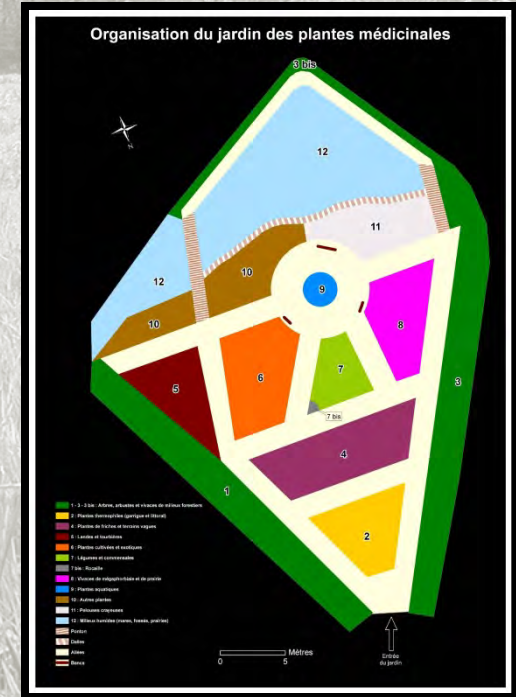 Organisation du jardin des plantes médicinales
3 bis
N
12
11
10
12
9
10
8
7
6
5
3
7 bis
4
1
2
1 - 3 - 3 bis : Arbres, arbustes et vivaces de milieux forestiers
2 : Plantes thermophiles (garrigue et littoral)
4 : Plantes de friches et terrains vagues
5 : Landes et tourbières
6 : Plantes cultivées et exotiques
7 : Légumes et commensales
7 bis : Rocaille
8 : Vivaces de mégaphorbiaie et de prairie
9 : Plantes aquatiques
10 : Autres plantes
11 : Pelouses crayeuses
12 : Milieux humides (mares, fossés, prairies)
Ponton
Dalles
Allées
Bancs
Mètres
0 5
Entrée
du jardin